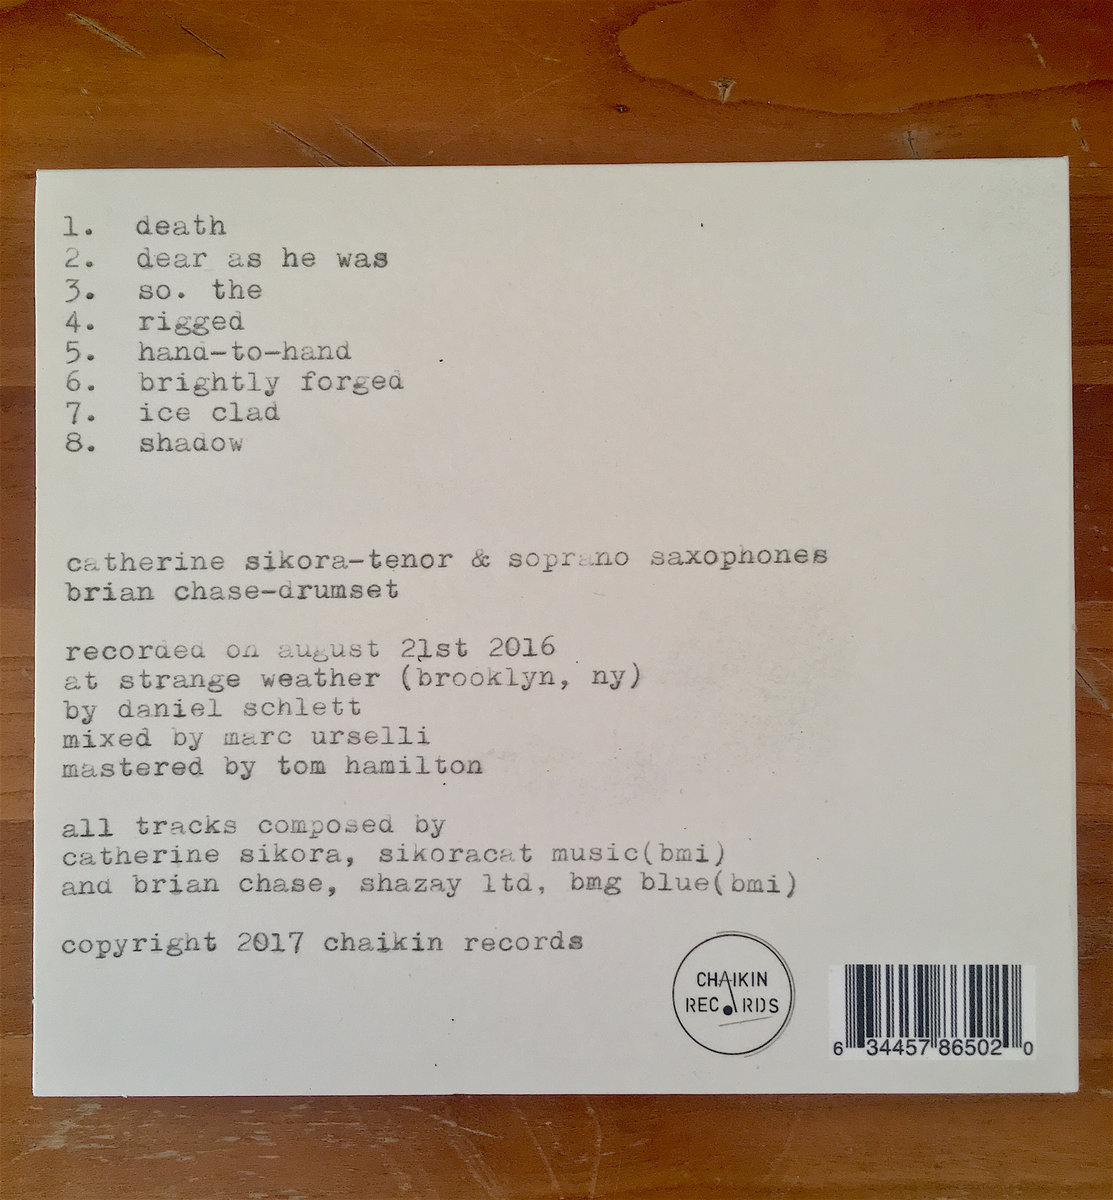 1. death
2. dear as he was
3. so. the
4. rigged
5. hand-to-hand
6. brightly forged
7. ice clad
8. shadow
catherine sikora-tenor & soprano saxophones
brian chase-drumset
recorded on august 21st 2016
at strange weather (brooklyn, ny)
by daniel schlett
mixed by marc urselli
mastered by tom hamilton
all tracks composed by
catherine sikora, sikoracat music(bmi)
and brian chase, shazay ltd, bmg blue(bmi)
copyright 2017 chaikin records
CHAIKIN
RECORDS
6 34457 86502 0